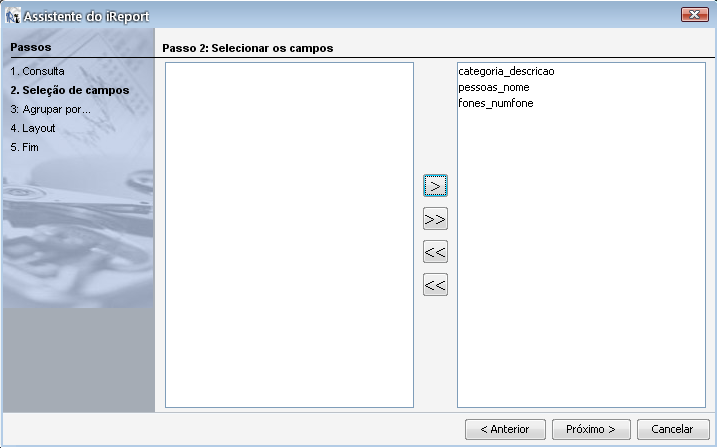 Assistente do iReport
Passos
1. Consulta
2. Seleção de campos
3: Agrupar por...
4. Layout
5. Fim
Passo 2: Selecionar os campos
categoria_descricao
pessoas_nome
fones_numfone
>
>>
<<
<<
< Anterior
Próximo >
Cancelar